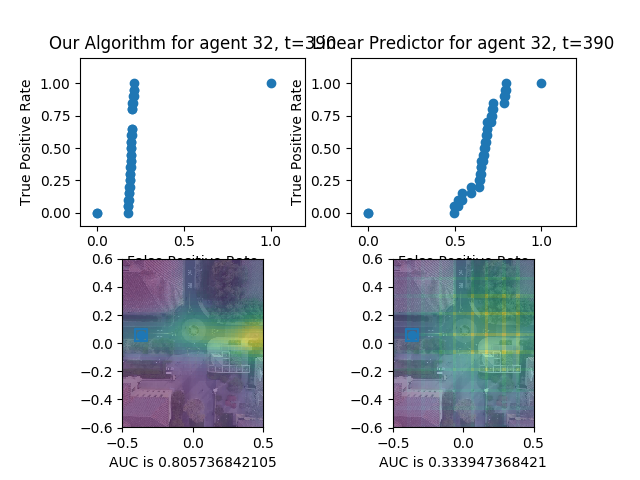 Our Algorithm for agent 32, t=390
Linear Predictor for agent 32, t=390
True Positive Rate
1.00
0.75
0.50
0.25
0.00
0.0 0.5 1.0
False Positive Rate
True Positive Rate
1.00
0.75
0.50
0.25
0.00
0.0 0.5 1.0
False Positive Rate
0.6
0.4
0.2
0.0
−0.2
−0.4
−0.6
−0.5 0.0 0.5
AUC is 0.805736842105
0.6
0.4
0.2
0.0
−0.2
−0.4
−0.6
−0.5 0.0 0.5
AUC is 0.333947368421